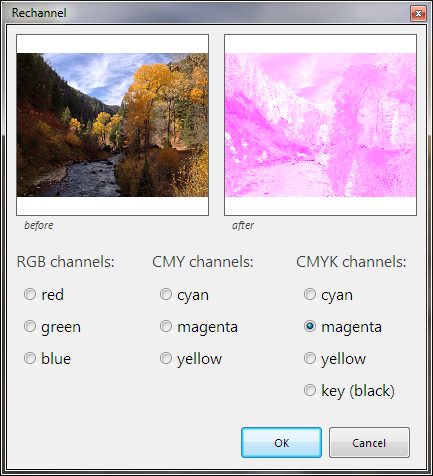 Rechannel
before
after
RGB channels:
CMY channels:
CMYK channels:
red
cyan
cyan
green
magenta
magenta
blue
yellow
yellow
key (black)
OK
Cancel